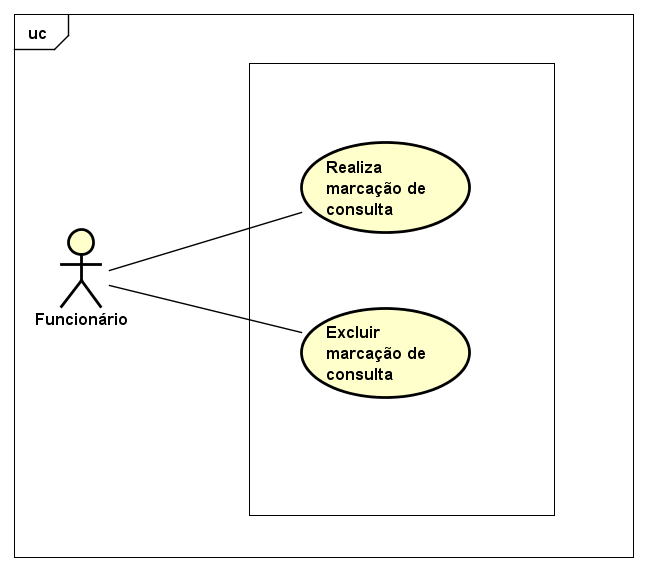 uc
Realiza
marcação de
consulta
Funcionário
Excluir
marcação de
consulta